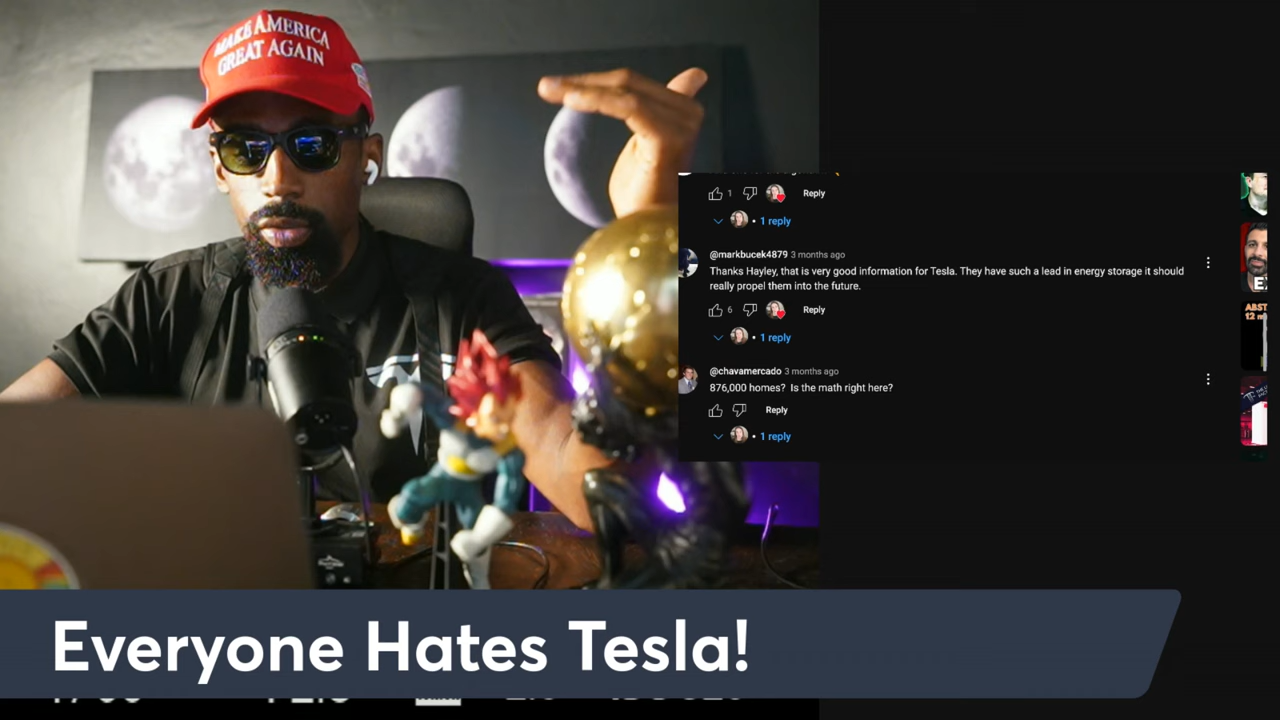 MAKE AMERICA
GREAT AGAIN
1 Reply
1 reply
@markbucek4879 3 months ago
Thanks Hayley, that is very good information for Tesla. They have such a lead in energy storage it should
really propel them into the future.
6 Reply
1 reply
@chavamercado 3 months ago
876,000 homes? Is the math right here?
Reply
1 reply
ABST
Everyone Hates Tesla!